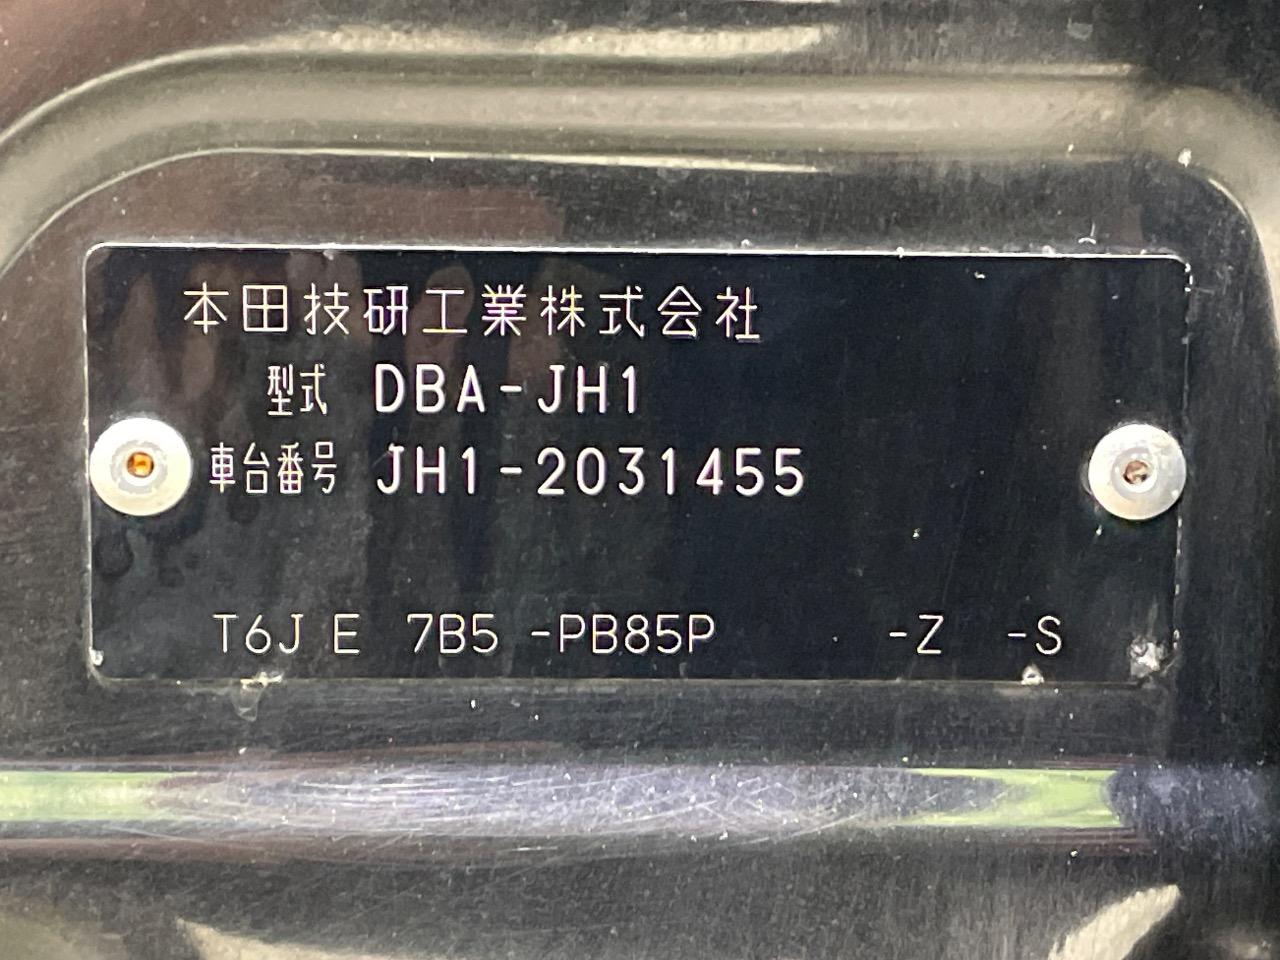 本田技研工業株式会社
型式 DBA-JH1
車台番号 JH1-2031455
T6J E 7B5 -PB85P -Z -S